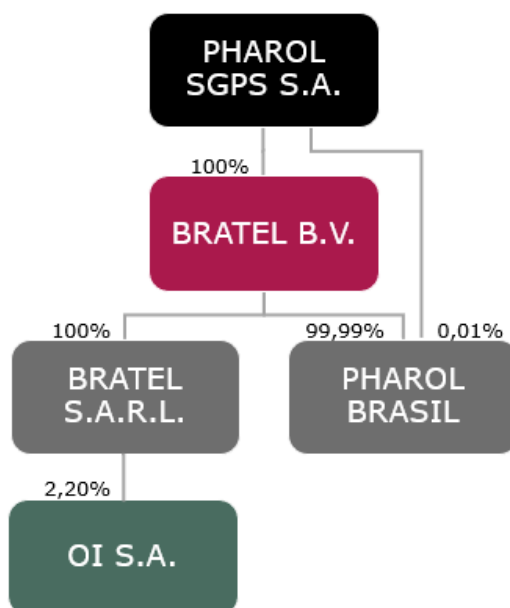 PHAROL
SGPS S.A.
100%
BRATEL B.V.
100%
99,99%
0,01%
BRATEL
S.A.R.L.
PHAROL
BRASIL
2,20%
OI S.A.